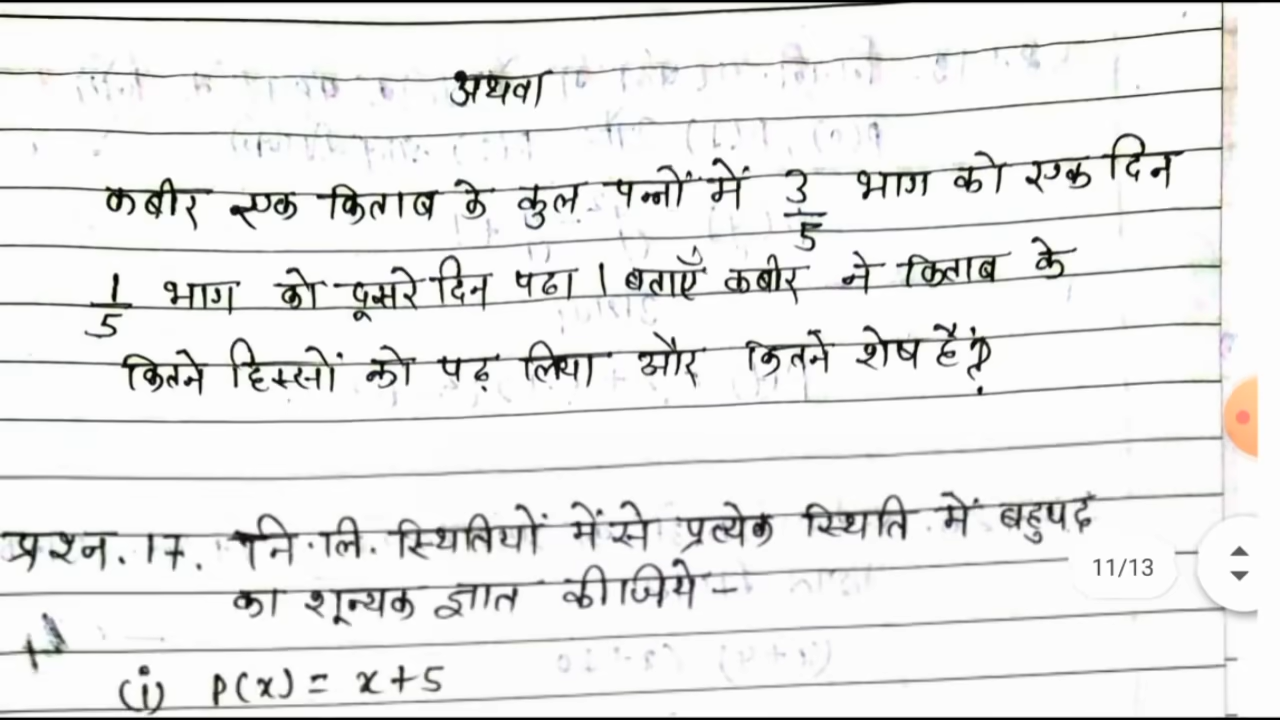 अथवा
कबीर एक किताब के कुल पन्नों में 3/5 भाग को एक दिन
1/5 भाग को दूसरे दिन पढा । बताएँ कबीर ने किताब के
कितने हिस्सों को पढ़ लिया और कितने शेष है?
प्रश्न. 17. नि. लि. स्थितियों में से प्रत्येक स्थिति में बहुपद
11/13
का शून्यक ज्ञात कीजिये -
(i) P(x) = x+5